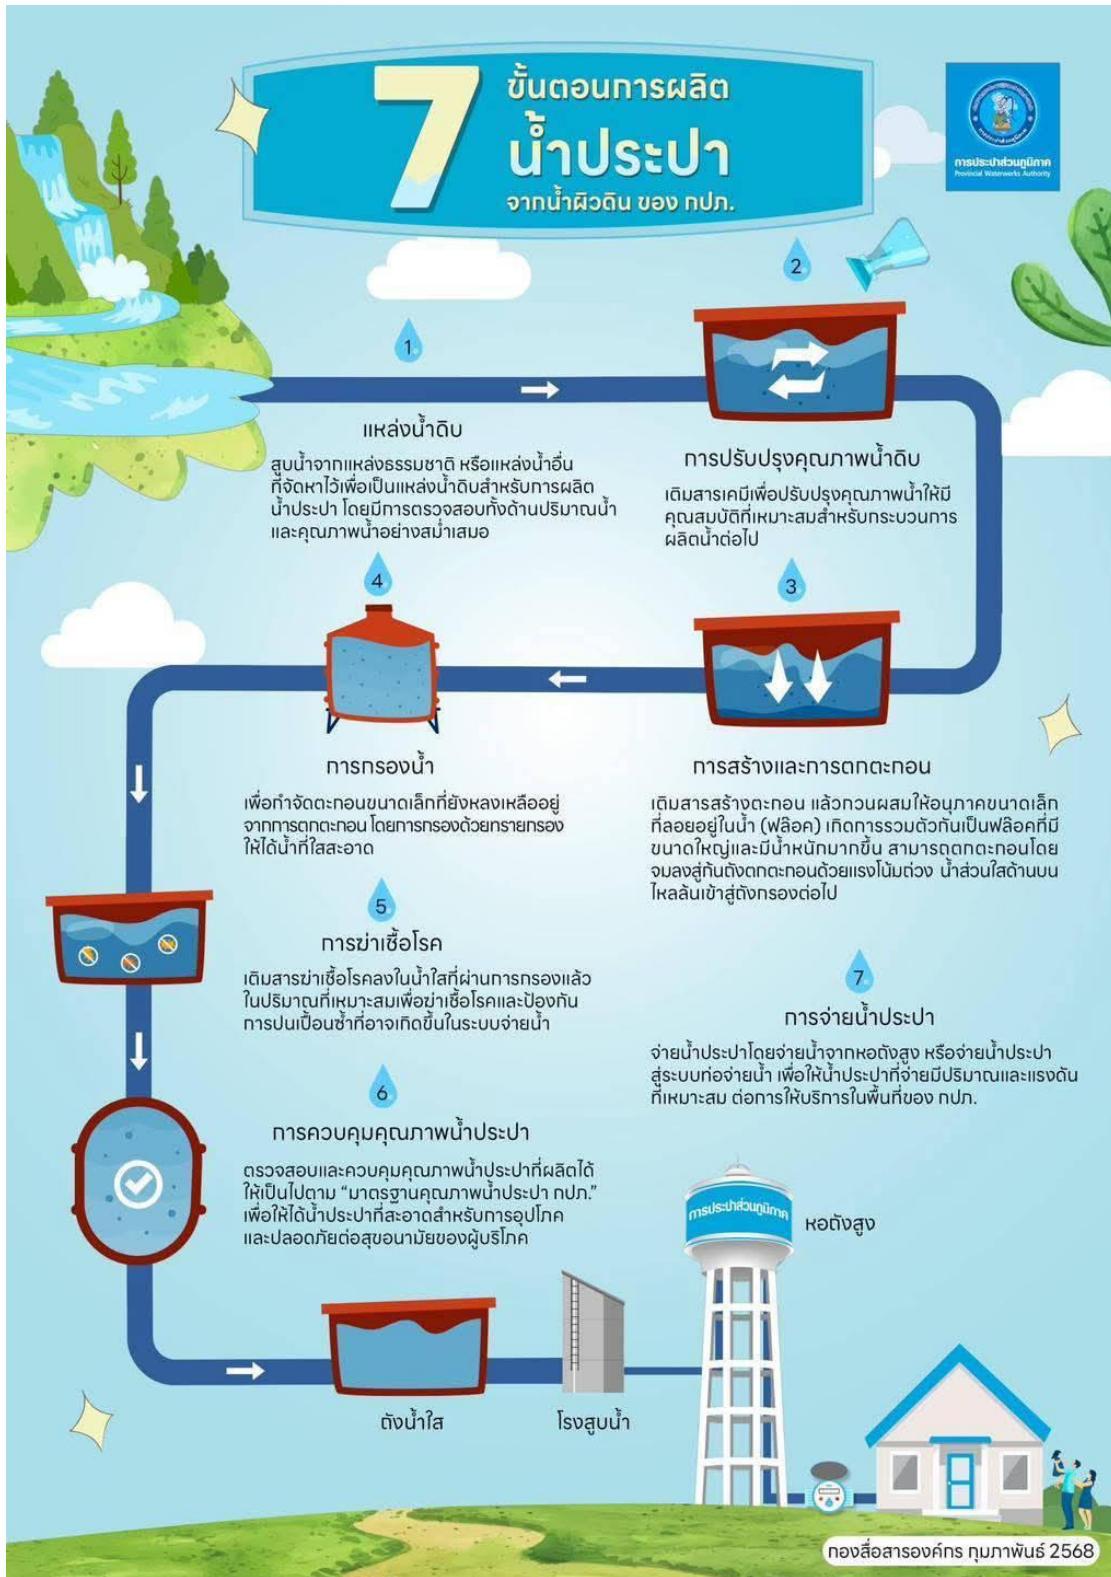 7
ขั้นตอนการผลิต
น้ำประปา
จากน้ำผิวดิน ของ กปภ.
การประปาส่วนภูมิภาค
Provincial Waterworks Authority
1.
แหล่งน้ำดิบ
สูบน้ำจากแหล่งธรรมชาติ หรือแหล่งน้ำอื่น
ที่จัดหาไว้เพื่อเป็นแหล่งน้ำดิบสำหรับการผลิต
น้ำประปา โดยมีการตรวจสอบทั้งด้านปริมาณน้ำ
และคุณภาพน้ำอย่างสม่ำเสมอ
2.
การปรับปรุงคุณภาพน้ำดิบ
เติมสารเคมีเพื่อปรับปรุงคุณภาพน้ำให้มี
คุณสมบัติที่เหมาะสมสำหรับกระบวนการ
ผลิตน้ำต่อไป
3.
การสร้างและการตกตะกอน
เติมสารสร้างตะกอน แล้วกวนผสมให้อนุภาคขนาดเล็ก
ที่ลอยอยู่ในน้ำ (ฟล๊อค) เกิดการรวมตัวกันเป็นฟล๊อคที่มี
ขนาดใหญ่และมีน้ำหนักมากขึ้น สามารถตกตะกอนโดย
จมลงสู่ก้นถังตกตะกอนด้วยแรงโน้มถ่วง น้ำส่วนใสด้านบน
ไหลล้นเข้าสู่ถังกรองต่อไป
4.
การกรองน้ำ
เพื่อกำจัดตะกอนขนาดเล็กที่ยังหลงเหลืออยู่
จากการตกตะกอน โดยการกรองด้วยทรายกรอง
ให้ได้น้ำที่ใสสะอาด
5.
การฆ่าเชื้อโรค
เติมสารฆ่าเชื้อโรคลงในน้ำใสที่ผ่านการกรองแล้ว
ในปริมาณที่เหมาะสมเพื่อฆ่าเชื้อโรคและป้องกัน
การปนเปื้อนซ้ำที่อาจเกิดขึ้นในระบบจ่ายน้ำ
6.
การควบคุมคุณภาพน้ำประปา
ตรวจสอบและควบคุมคุณภาพน้ำประปาที่ผลิตได้
ให้เป็นไปตาม “มาตรฐานคุณภาพน้ำประปา กปภ.”
เพื่อให้ได้น้ำประปาที่สะอาดสำหรับการอุปโภค
และปลอดภัยต่อสุขอนามัยของผู้บริโภค
7.
การจ่ายน้ำประปา
จ่ายน้ำประปาโดยจ่ายน้ำจากหอถังสูง หรือจ่ายน้ำประปา
สู่ระบบท่อจ่ายน้ำ เพื่อให้น้ำประปาที่จ่ายมีปริมาณและแรงดัน
ที่เหมาะสม ต่อการให้บริการในพื้นที่ของ กปภ.
การประปาส่วนภูมิภาค
หอถังสูง
ถังน้ำใส
โรงสูบน้ำ
กองสื่อสารองค์กร กุมภาพันธ์ 2568